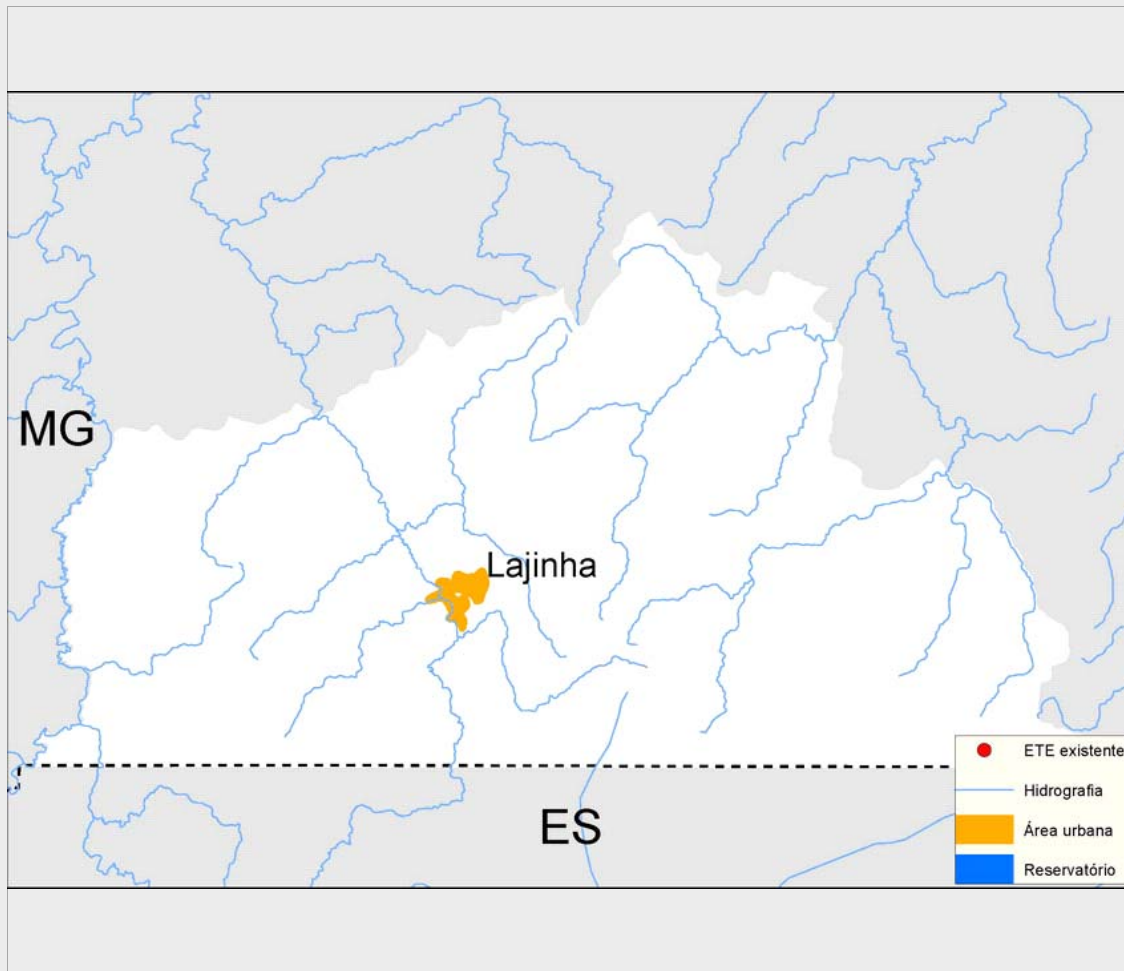 MG
Lajinha
ES
ETE existente
Hidrografia
Área urbana
Reservatório